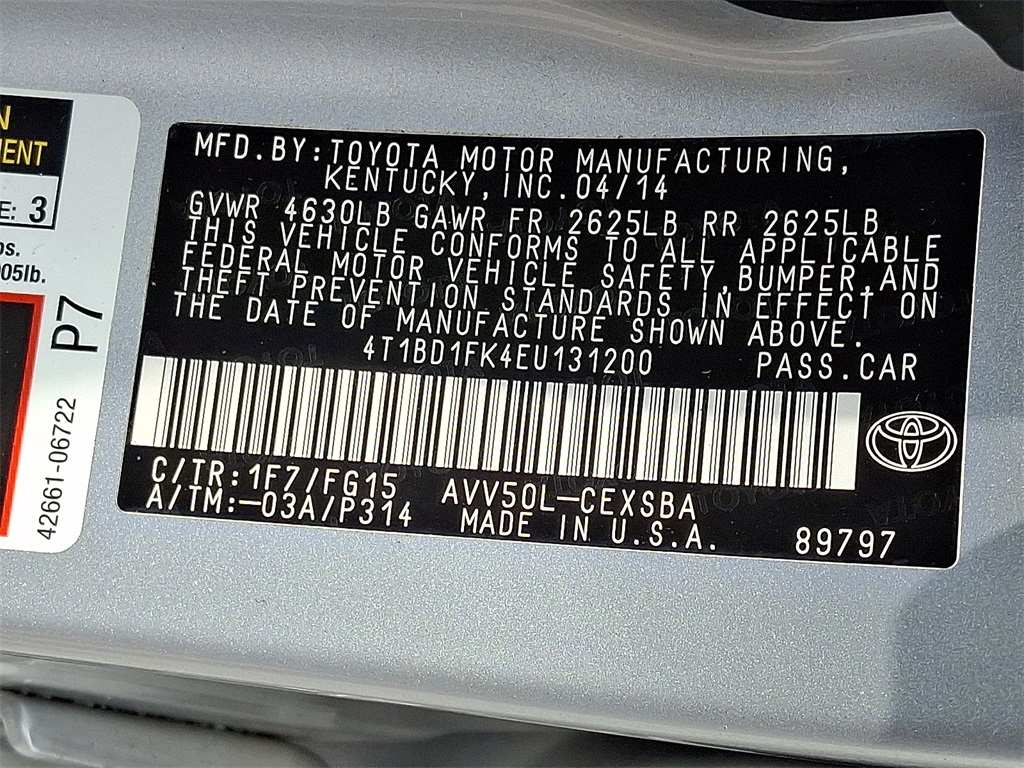 N
MENT
E: 3
os.
905lb.
P7
42661-06722
MFD.BY:TOYOTA MOTOR MANUFACTURING,
KENTUCKY,INC.04/14
GVWR 4630LB GAWR FR 2625LB RR 2625LB
THIS VEHICLE CONFORMS TO ALL APPLICABLE
FEDERAL MOTOR VEHICLE SAFETY,BUMPER,AND
THEFT PREVENTION STANDARDS IN EFFECT ON
THE DATE OF MANUFACTURE SHOWN ABOVE.
4T1BD1FK4EU131200 PASS.CAR
C/TR:1F7/FG15 AVV50L-CEXSBA
A/TM:-03A/P314 MADE IN U.S.A. 89797